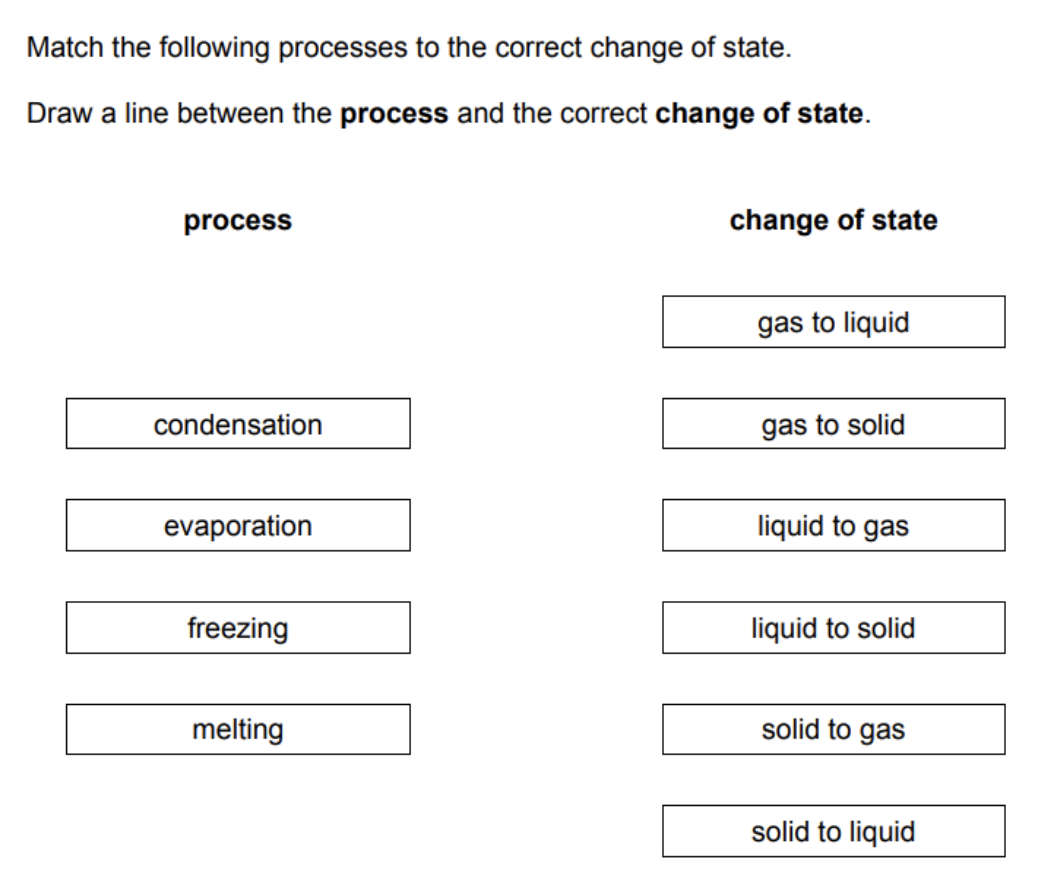 Match the following processes to the correct change of state.
Draw a line between the process and the correct change of state.
process
change of state
gas to liquid
condensation
gas to solid
evaporation
liquid to gas
freezing
liquid to solid
melting
solid to gas
solid to liquid